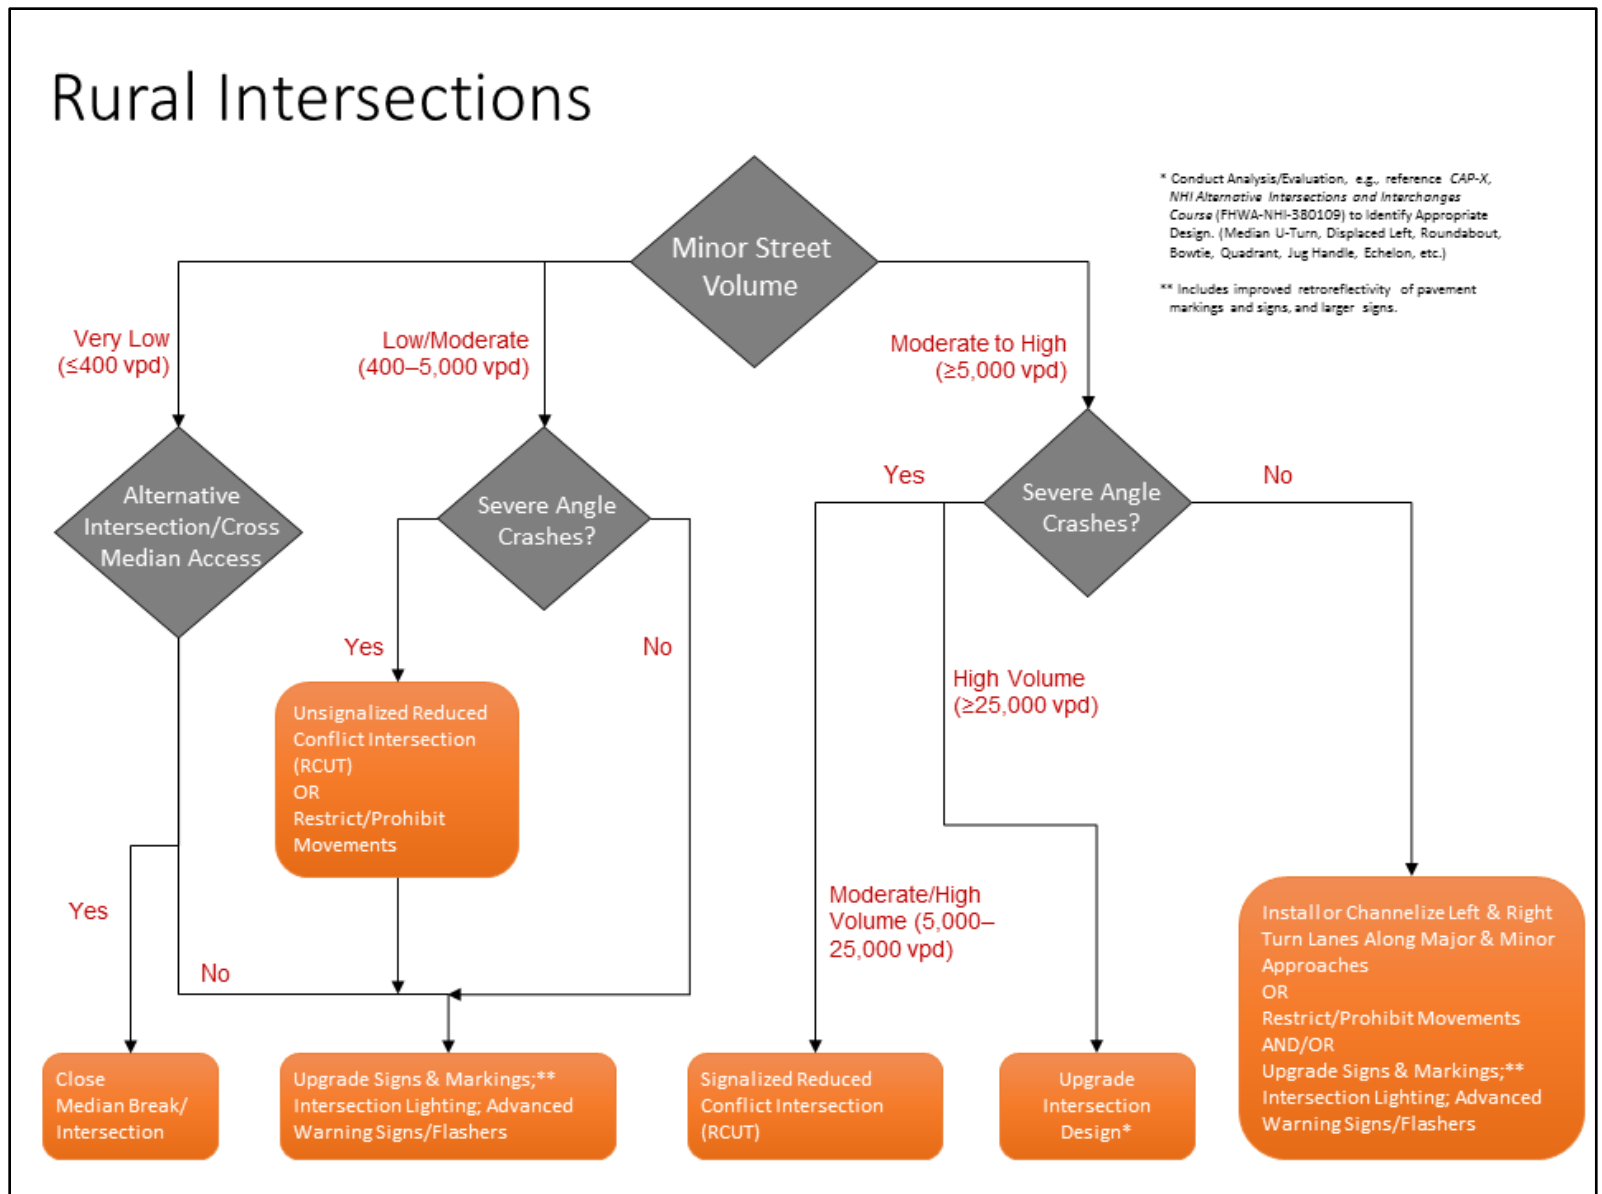 Rural Intersections
* Conduct Analysis/Evaluation, e.g., reference CAP-X,
NHI Alternative Intersections and Interchanges
Course (FHWA-NHI-380109) to Identify Appropriate
Design. (Median U-Turn, Displaced Left, Roundabout,
Bowtie, Quadrant, Jug Handle, Echelon, etc.)
** Includes improved retroreflectivity of pavement
markings and signs, and larger signs.
Minor Street
Volume
Very Low
(≤400 vpd)
Low/Moderate
(400–5,000 vpd)
Moderate to High
(≥5,000 vpd)
Alternative
Intersection/Cross
Median Access
Severe Angle
Crashes?
Severe Angle
Crashes?
Yes
No
Yes
No
Unsignalized Reduced
Conflict Intersection
(RCUT)
OR
Restrict/Prohibit
Movements
High Volume
(≥25,000 vpd)
Moderate/High
Volume (5,000–
25,000 vpd)
Yes
No
Close
Median Break/
Intersection
Upgrade Signs & Markings;**
Intersection Lighting; Advanced
Warning Signs/Flashers
Signalized Reduced
Conflict Intersection
(RCUT)
Upgrade
Intersection
Design*
Install or Channelize Left & Right
Turn Lanes Along Major & Minor
Approaches
OR
Restrict/Prohibit Movements
AND/OR
Upgrade Signs & Markings;**
Intersection Lighting; Advanced
Warning Signs/Flashers